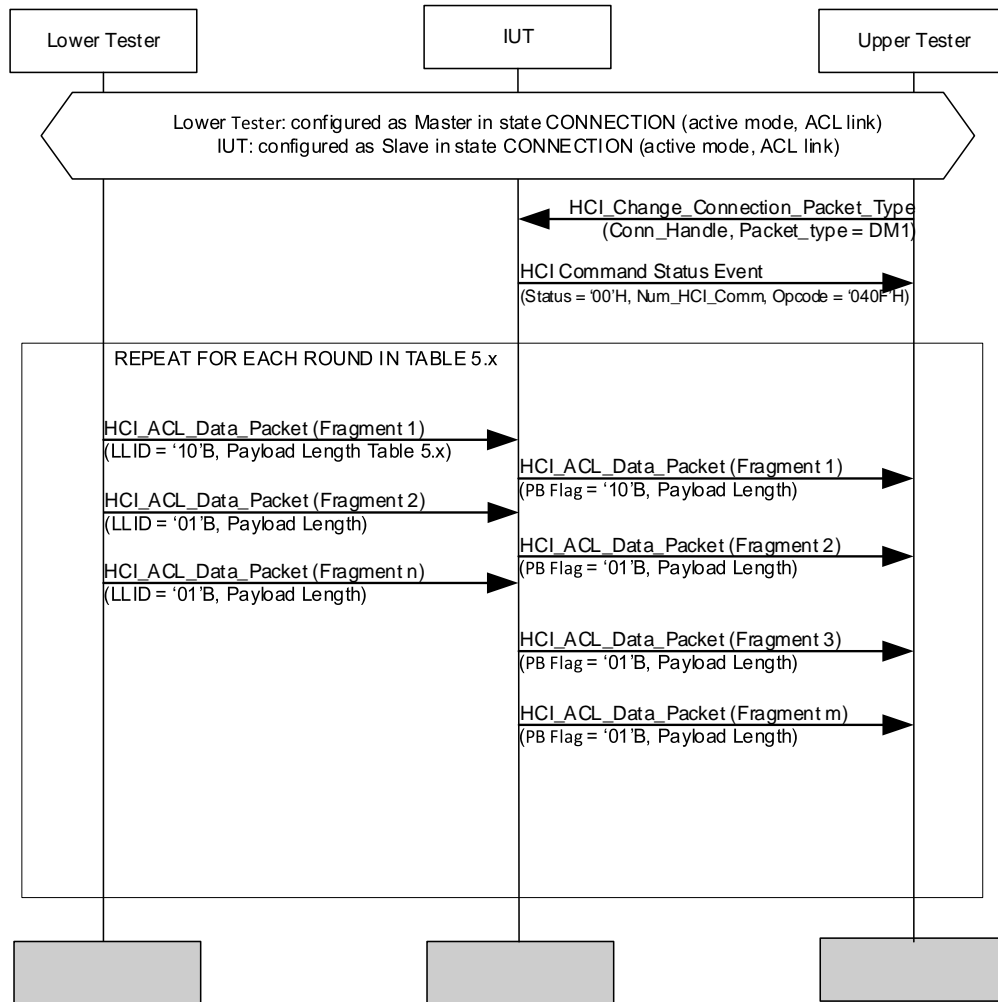 Lower Tester
IUT
Upper Tester
Lower Tester: configured as Master in state CONNECTION (active mode, ACL link)
IUT: configured as Slave in state CONNECTION (active mode, ACL link)
HCI_Change_Connection_Packet_Type
(Conn_Handle, Packet_type = DM1)
HCI Command Status Event
(Status = ‘00’H, Num_HCI_Comm, Opcode = ‘040F’H)
REPEAT FOR EACH ROUND IN TABLE 5.x
HCI_ACL_Data_Packet (Fragment 1)
(LLID = ‘10’B, Payload Length Table 5.x)
HCI_ACL_Data_Packet (Fragment 1)
(PB Flag = ‘10’B, Payload Length)
HCI_ACL_Data_Packet (Fragment 2)
(LLID = ‘01’B, Payload Length)
HCI_ACL_Data_Packet (Fragment 2)
(PB Flag = ‘01’B, Payload Length)
HCI_ACL_Data_Packet (Fragment n)
(LLID = ‘01’B, Payload Length)
HCI_ACL_Data_Packet (Fragment 3)
(PB Flag = ‘01’B, Payload Length)
HCI_ACL_Data_Packet (Fragment m)
(PB Flag = ‘01’B, Payload Length)